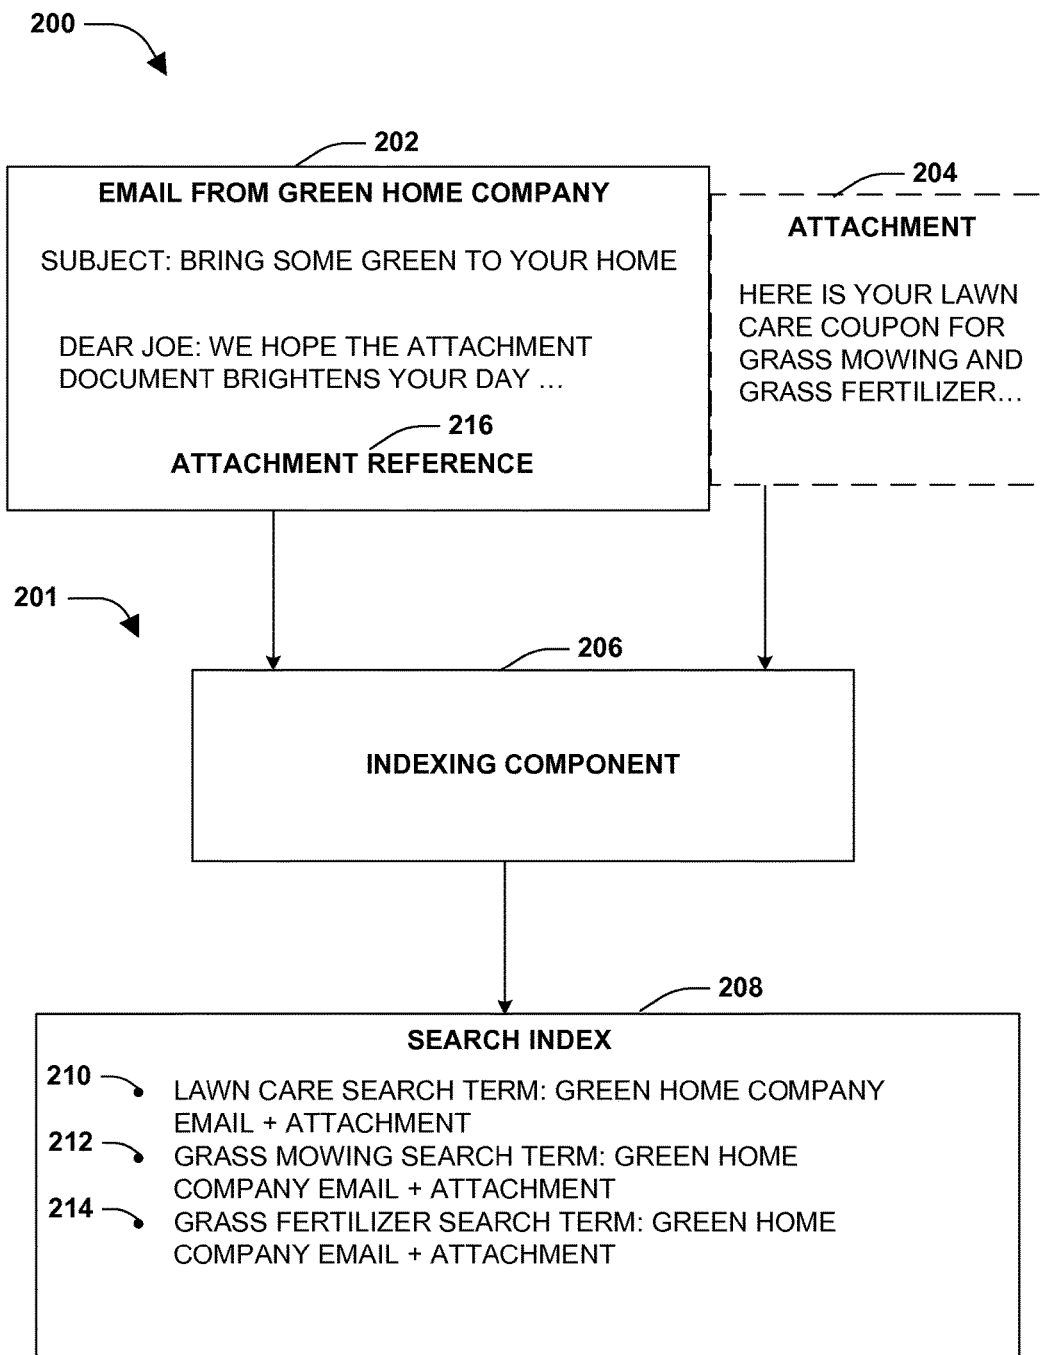 200
202
EMAIL FROM GREEN HOME COMPANY
SUBJECT: BRING SOME GREEN TO YOUR HOME
DEAR JOE: WE HOPE THE ATTACHMENT
DOCUMENT BRIGHTENS YOUR DAY ...
216
ATTACHMENT REFERENCE
204
ATTACHMENT
HERE IS YOUR LAWN
CARE COUPON FOR
GRASS MOWING AND
GRASS FERTILIZER...
201
206
INDEXING COMPONENT
208
SEARCH INDEX
210
LAWN CARE SEARCH TERM: GREEN HOME COMPANY
EMAIL + ATTACHMENT
212
GRASS MOWING SEARCH TERM: GREEN HOME
COMPANY EMAIL + ATTACHMENT
214
GRASS FERTILIZER SEARCH TERM: GREEN HOME
COMPANY EMAIL + ATTACHMENT